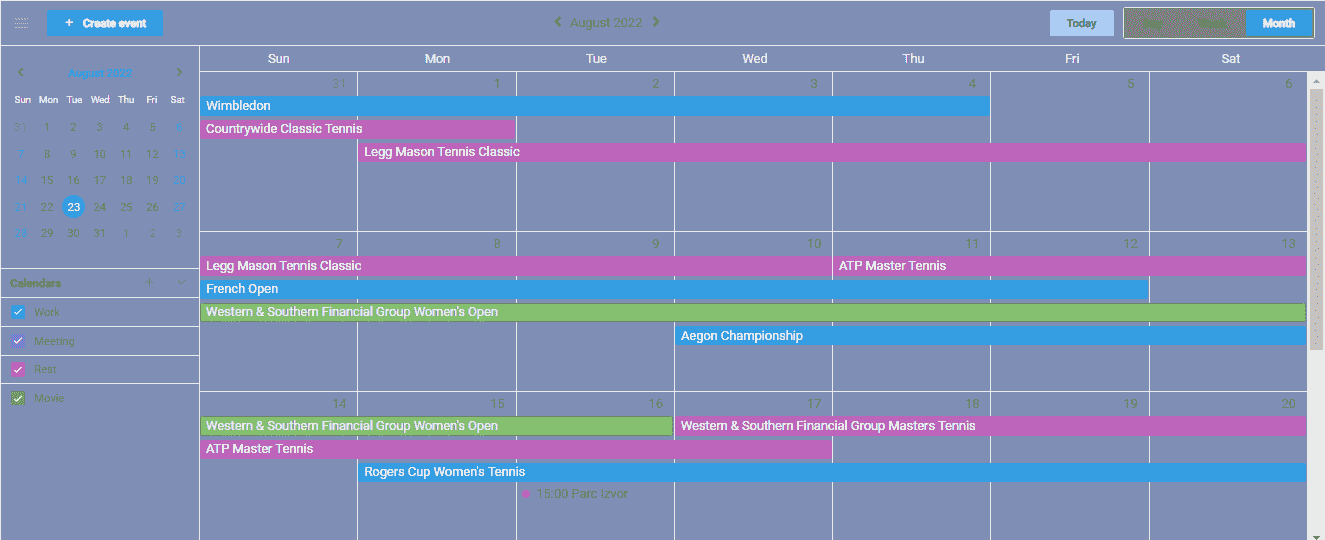 + Create event
August 2022
Today
Month
August 2022
Sun Mon Tue Wed Thu Fri Sat
31 1 2 3 4 5 6
7 8 9 10 11 12 13
14 15 16 17 18 19 20
21 22 23 24 25 26 27
28 29 30 31 1 2 3
Calendars
Work
Meeting
Rest
Movie
Sun Mon Tue Wed Thu Fri Sat
31 1 2 3 4 5 6
Wimbledon
Countrywide Classic Tennis
Legg Mason Tennis Classic
7 8 9 10 11 12 13
Legg Mason Tennis Classic ATP Master Tennis
French Open
Western & Southern Financial Group Women's Open
Aegon Championship
14 15 16 17 18 19 20
Western & Southern Financial Group Women's Open Western & Southern Financial Group Masters Tennis
ATP Master Tennis
Rogers Cup Women's Tennis
15:00 Parc Izvor